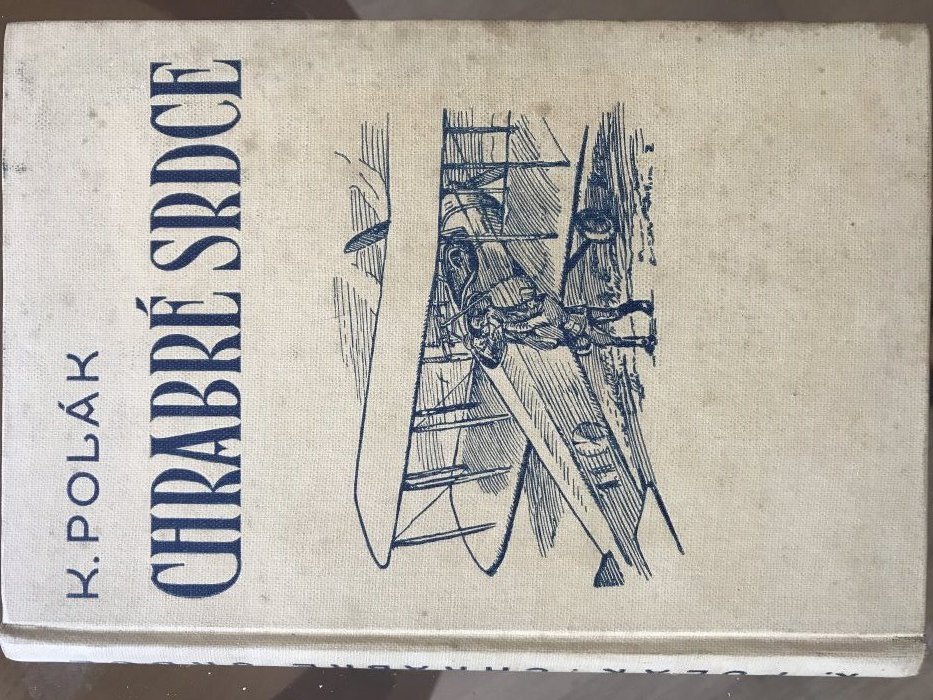 K. POLÁK
CHRABRÉ SRDCE